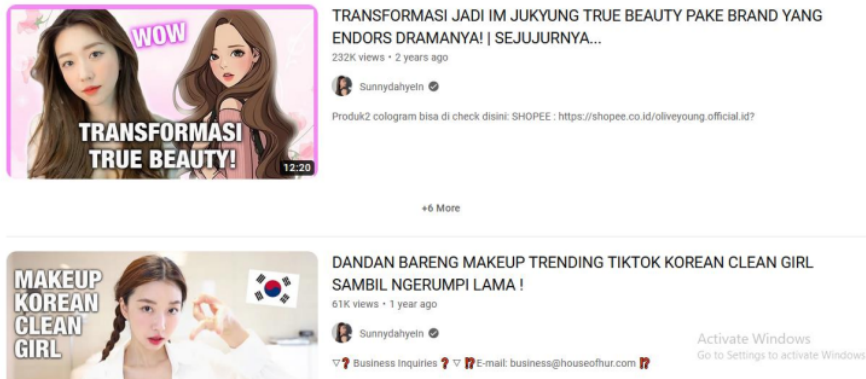 WOW
TRANSFORMASI
TRUE BEAUTY!
12:20
TRANSFORMASI JADI IM JUKYUNG TRUE BEAUTY PAKE BRAND YANG
ENDORS DRAMANYA! | SEJUJURNYA...
232K views • 2 years ago
Sunnydahyeln
Produk2 cologram bisa di check disini: SHOPEE : https://shopee.co.id/oliveyoung.official.id?
+6 More
MAKEUP
KOREAN
CLEAN
GIRL
DANDAN BARENG MAKEUP TRENDING TIKTOK KOREAN CLEAN GIRL
SAMBIL NGERUMPI LAMA !
61K views • 1 year ago
Sunnydahyeln
▽❓ Business Inquiries ❓ ▽ ⁉E-mail: business@houseofhur.com ⁉
Activate Windows
Go to Settings to activate Windows